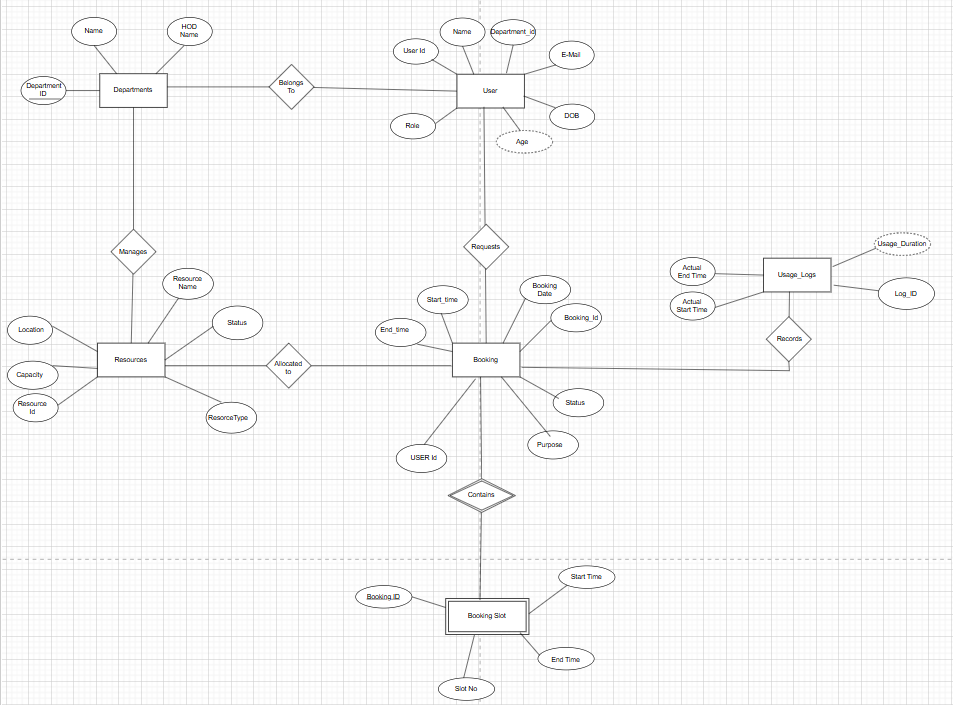 Name
HOD
Name
Department
ID
Departments
Belongs
To
User Id
Name
Department_id
E-Mail
User
DOB
Role
Age
Manages
Requests
Resource
Name
Location
Status
Resources
Capacity
Resource
Id
ResorceType
Allocated
to
Start_time
Booking
Date
End_time
Booking_Id
Booking
Status
Purpose
USER Id
Usage_Duration
Actual
End Time
Usage_Logs
Actual
Start Time
Log_ID
Records
Contains
Booking ID
Start Time
Booking Slot
End Time
Slot No